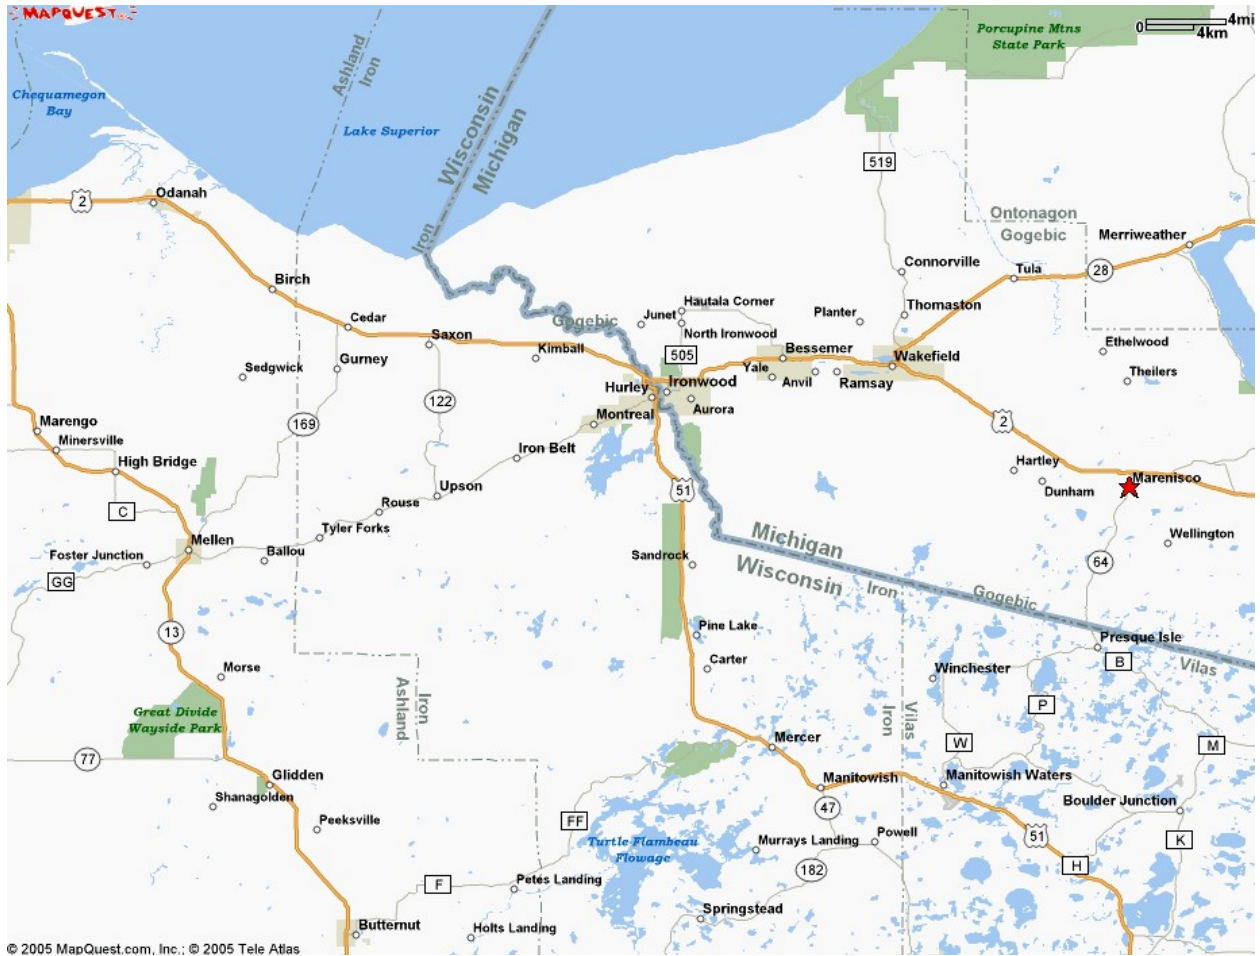 MAPQUEST
0 4mi
4km
Porcupine Mtns
State Park
Ashland
Iron
Wisconsin
Michigan
Chequamegon
Bay
Lake Superior
519
2
Odanah
Ontonagon
Gogebic
Merriweather
Iron
28
Connorville
Tula
Birch
Hautala Corner
Thomaston
Planter
Cedar
Gogebic
Junet
North Ironwood
Saxon
Kimball
505
Bessemer
Ethelwood
Gurney
Wakefield
Sedgwick
Yale
Anvil
Ramsay
Theilers
Hurley
Ironwood
122
Aurora
Montreal
Marengo
169
2
Minersville
Iron Belt
High Bridge
Hartley
Marenisco
Dunham
51
Upson
Rouse
C
Tyler Forks
Mellen
Michigan
Wellington
Foster Junction
Ballou
Sandrock
Wisconsin
64
GG
Iron
Gogebic
13
Pine Lake
Presque Isle
B
Vilas
Morse
Carter
Winchester
Iron
Ashland
Great Divide
Wayside Park
P
Iron
Vilas
Mercer
W
M
77
Glidden
Manitowish
Manitowish Waters
Shanagolden
47
Boulder Junction
Peeksville
FF
Turtle Flambeau
Flowage
Murrays Landing
Powell
51
K
182
H
F
Petes Landing
Butternut
Springstead
Holts Landing
© 2005 MapQuest.com, Inc.; © 2005 Tele Atlas